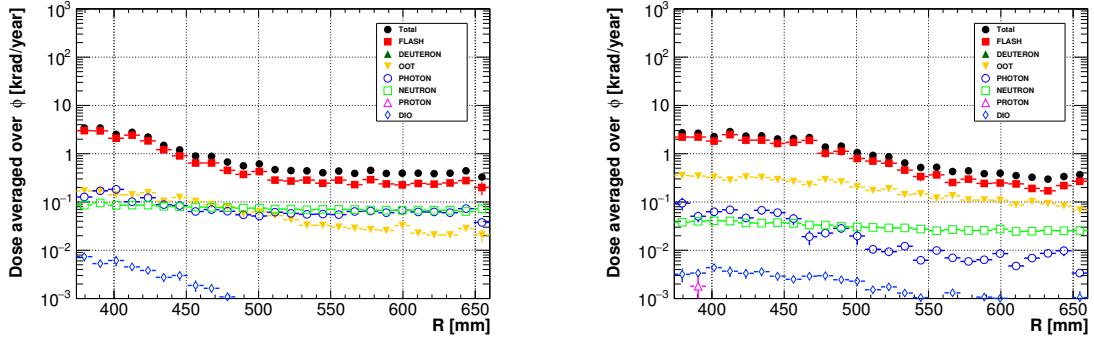 Dose averaged over ϕ [krad/year]
10³
10²
10
1
10⁻¹
10⁻²
10⁻³
Total
FLASH
DEUTERON
OOT
PHOTON
NEUTRON
PROTON
DIO
400 450 500 550 600 650
R [mm]
Dose averaged over ϕ [krad/year]
10³
10²
10
1
10⁻¹
10⁻²
10⁻³
Total
FLASH
DEUTERON
OOT
PHOTON
NEUTRON
PROTON
DIO
400 450 500 550 600 650
R [mm]